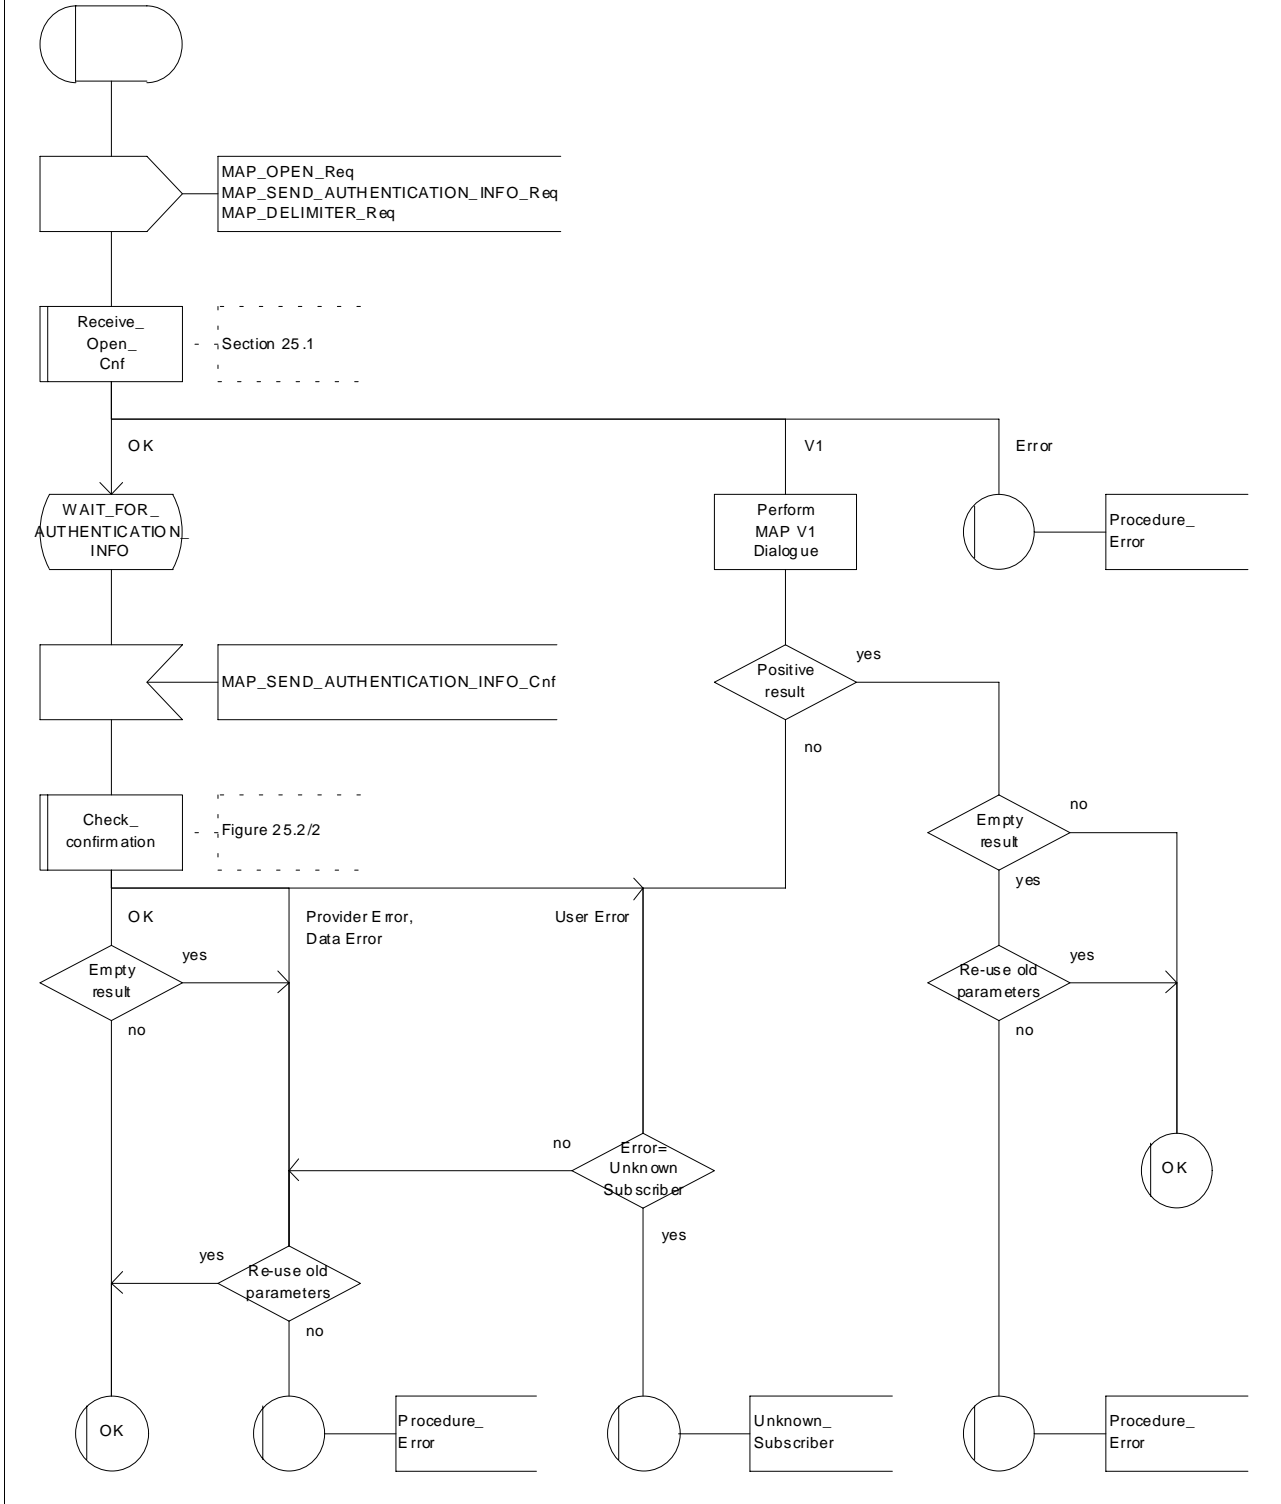 MAP_OPEN_Req
MAP_SEND_AUTHENTICATION_INFO_Req
MAP_DELIMITER_Req
Receive_
Open_
Cnf
Section 25.1
OK
V1
Error
WAIT_FOR_
AUTHENTICATION_
INFO
Perform
MAP V1
Dialogue
Procedure_
Error
MAP_SEND_AUTHENTICATION_INFO_Cnf
Positive
result
yes
no
Check_
confirmation
Figure 25.2/2
Empty
result
no
yes
OK
Provider Error,
Data Error
User Error
Empty
result
yes
no
Re-use old
parameters
yes
no
Error=
Unknown
Subscriber
no
yes
OK
Re-use old
parameters
yes
no
OK
Procedure_
Error
Unknown_
Subscriber
Procedure_
Error